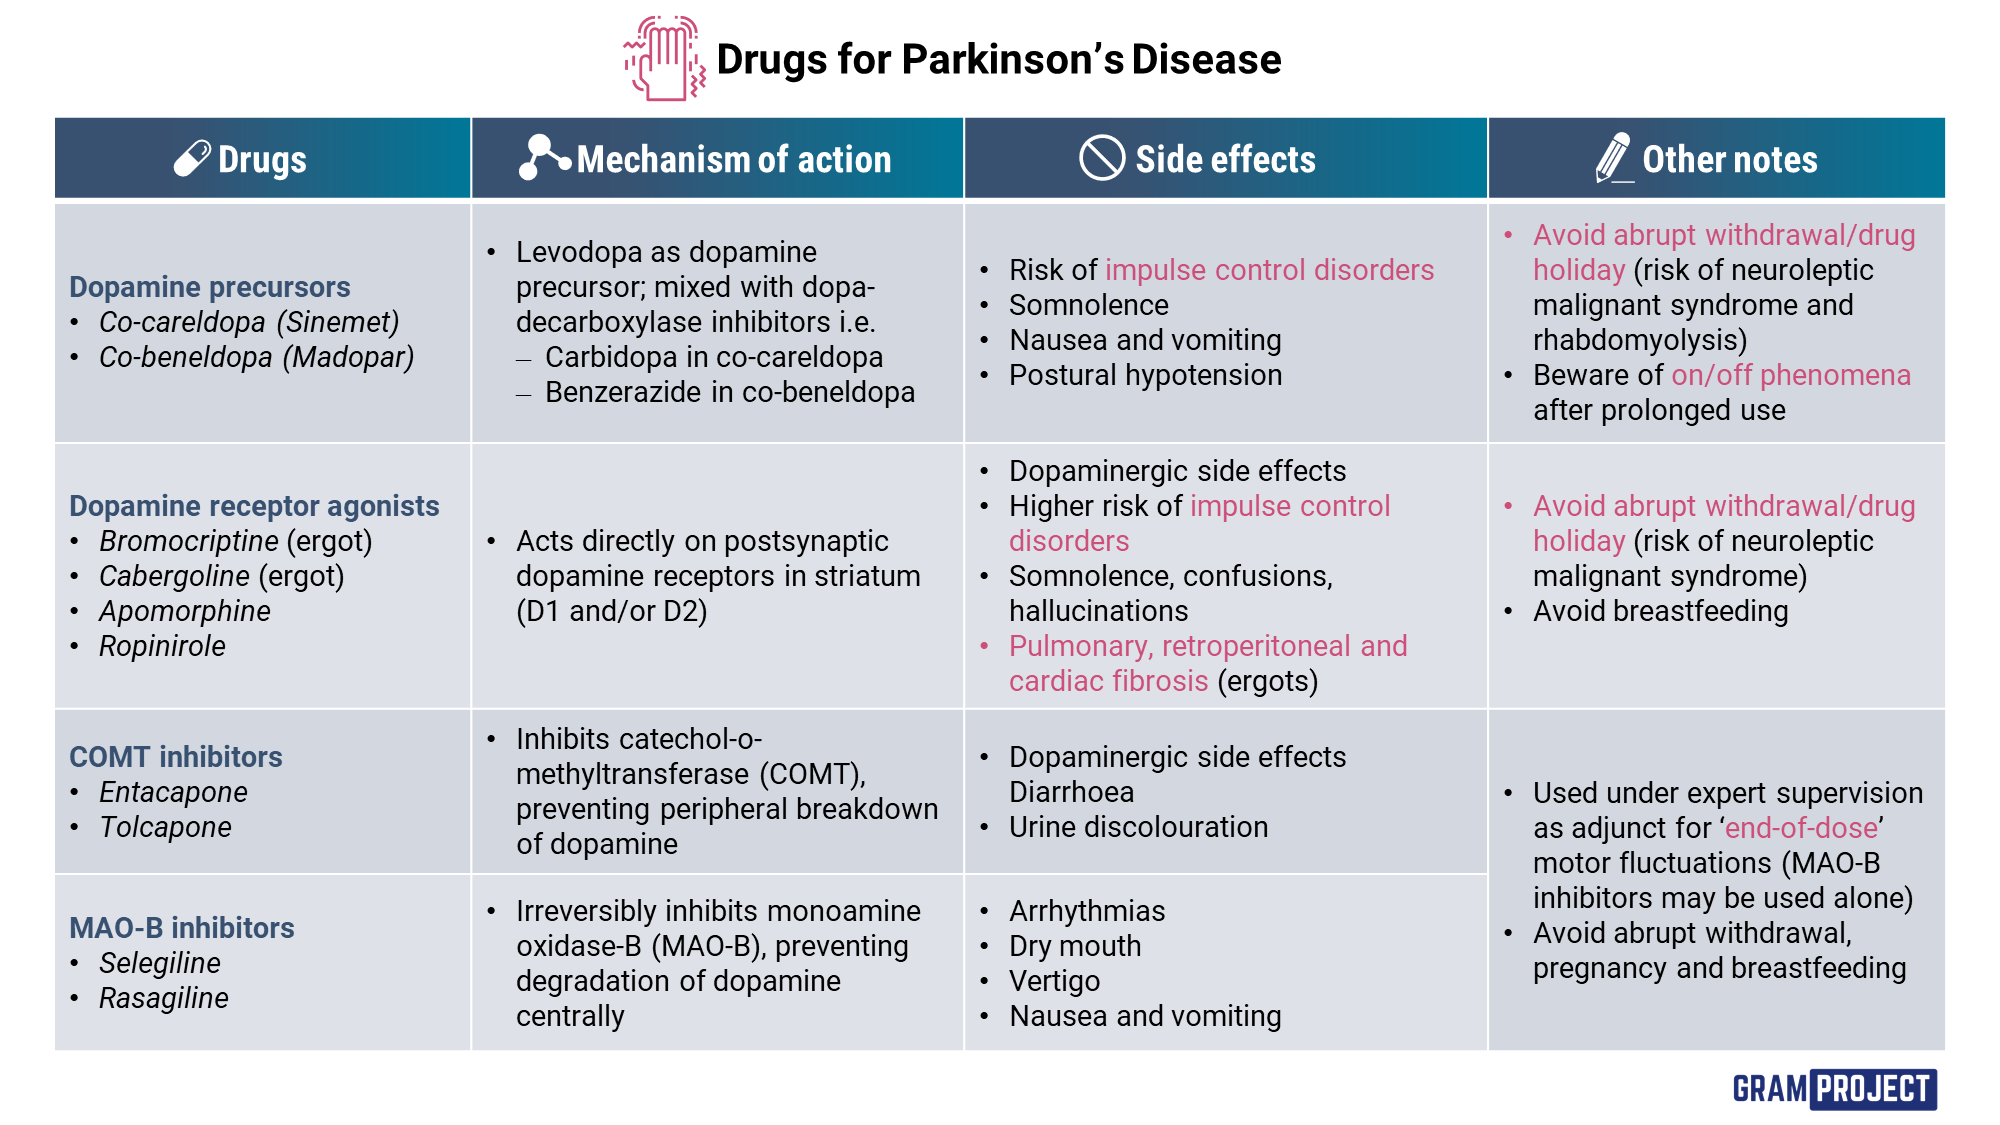 Drugs for Parkinson’s Disease
Drugs
Mechanism of action
Side effects
Other notes
Dopamine precursors
• Co-careldopa (Sinemet)
• Co-beneldopa (Madopar)
• Levodopa as dopamine
precursor; mixed with dopa-
decarboxylase inhibitors i.e.
– Carbidopa in co-careldopa
– Benzerazide in co-beneldopa
• Risk of impulse control disorders
• Somnolence
• Nausea and vomiting
• Postural hypotension
• Avoid abrupt withdrawal/drug
holiday (risk of neuroleptic
malignant syndrome and
rhabdomyolysis)
• Beware of on/off phenomena
after prolonged use
Dopamine receptor agonists
• Bromocriptine (ergot)
• Cabergoline (ergot)
• Apomorphine
• Ropinirole
• Acts directly on postsynaptic
dopamine receptors in striatum
(D1 and/or D2)
• Dopaminergic side effects
• Higher risk of impulse control
disorders
• Somnolence, confusions,
hallucinations
• Pulmonary, retroperitoneal and
cardiac fibrosis (ergots)
• Avoid abrupt withdrawal/drug
holiday (risk of neuroleptic
malignant syndrome)
• Avoid breastfeeding
COMT inhibitors
• Entacapone
• Tolcapone
• Inhibits catechol-o-
methyltransferase (COMT),
preventing peripheral breakdown
of dopamine
• Dopaminergic side effects
Diarrhoea
• Urine discolouration
• Used under expert supervision
as adjunct for ‘end-of-dose’
motor fluctuations (MAO-B
inhibitors may be used alone)
• Avoid abrupt withdrawal,
pregnancy and breastfeeding
MAO-B inhibitors
• Selegiline
• Rasagiline
• Irreversibly inhibits monoamine
oxidase-B (MAO-B), preventing
degradation of dopamine
centrally
• Arrhythmias
• Dry mouth
• Vertigo
• Nausea and vomiting
GRAM PROJECT